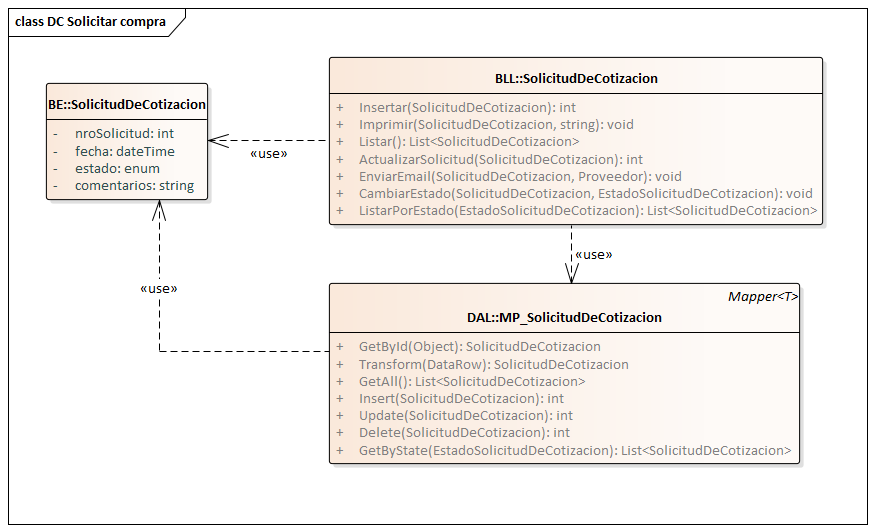 class DC Solicitar compra
BE::SolicitudDeCotizacion
- nroSolicitud: int
- fecha: dateTime
- estado: enum
- comentarios: string
«use»
BLL::SolicitudDeCotizacion
+ Insertar(SolicitudDeCotizacion): int
+ Imprimir(SolicitudDeCotizacion, string): void
+ Listar(): List<SolicitudDeCotizacion>
+ ActualizarSolicitud(SolicitudDeCotizacion): int
+ EnviarEmail(SolicitudDeCotizacion, Proveedor): void
+ CambiarEstado(SolicitudDeCotizacion, EstadoSolicitudDeCotizacion): void
+ ListarPorEstado(EstadoSolicitudDeCotizacion): List<SolicitudDeCotizacion>
«use»
«use»
Mapper<T>
DAL::MP_SolicitudDeCotizacion
+ GetById(Object): SolicitudDeCotizacion
+ Transform(DataRow): SolicitudDeCotizacion
+ GetAll(): List<SolicitudDeCotizacion>
+ Insert(SolicitudDeCotizacion): int
+ Update(SolicitudDeCotizacion): int
+ Delete(SolicitudDeCotizacion): int
+ GetByState(EstadoSolicitudDeCotizacion): List<SolicitudDeCotizacion>